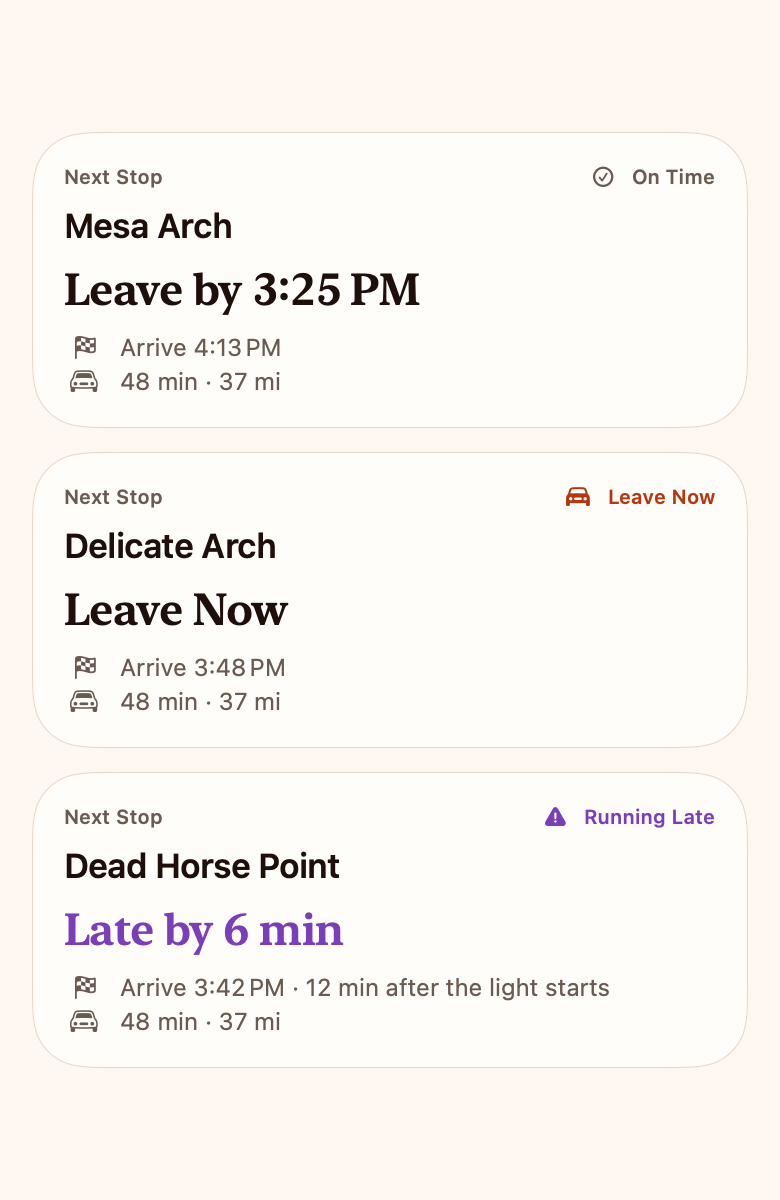 Next Stop On Time
Mesa Arch
Leave by 3:25 PM
Arrive 4:13 PM
48 min · 37 mi
Next Stop Leave Now
Delicate Arch
Leave Now
Arrive 3:48 PM
48 min · 37 mi
Next Stop Running Late
Dead Horse Point
Late by 6 min
Arrive 3:42 PM · 12 min after the light starts
48 min · 37 mi